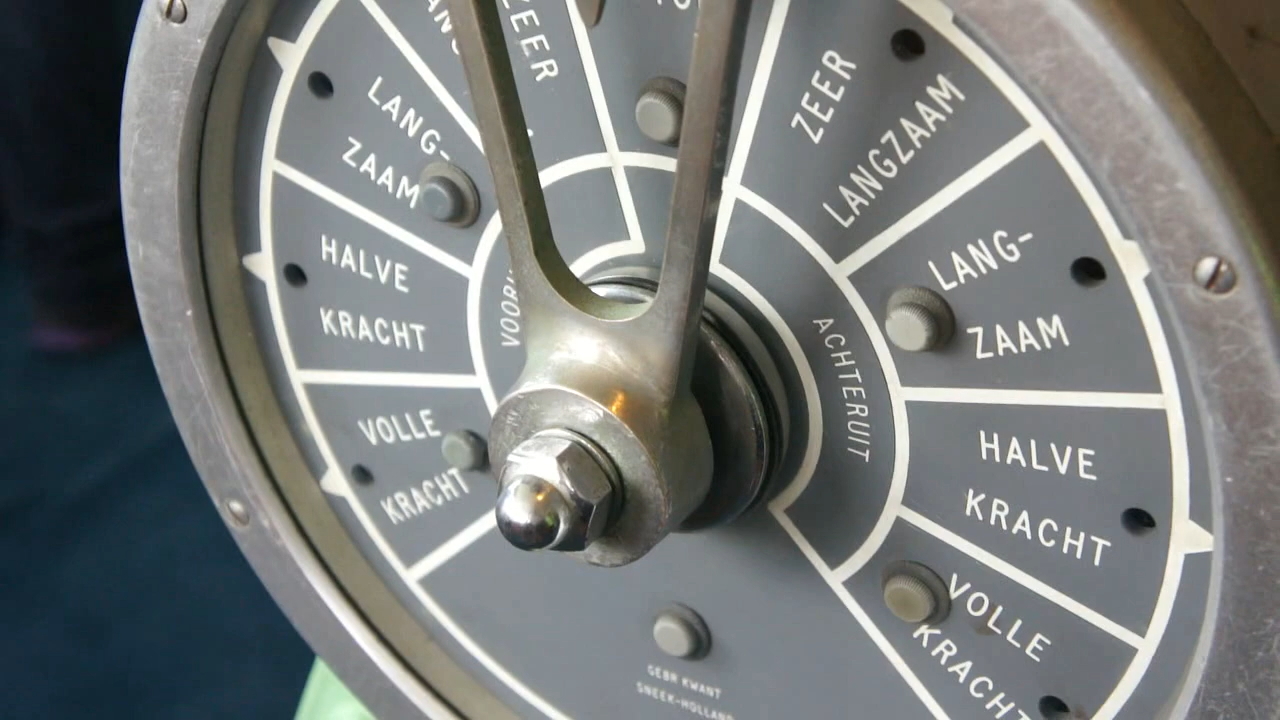 ZEER
LANG-
ZAAM
HALVE
KRACHT
VOLLE
KRACHT
ZEER
LANGZAAM
LANG-
ZAAM
HALVE
KRACHT
VOLLE
KRACHT
ACHTERUIT
GEBR KWANT
SNEEK-HOLLAND